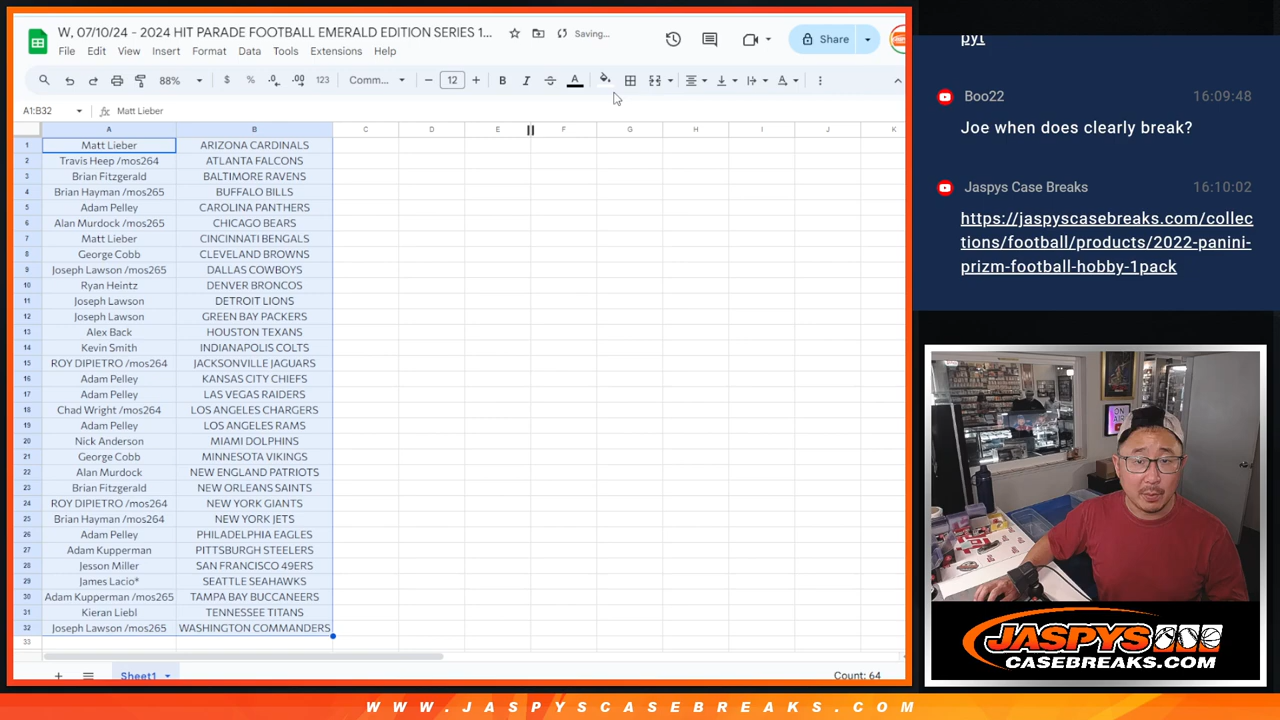 W, 07/10/24 - 2024 HIT PARADE FOOTBALL EMERALD EDITION SERIES 1...
Saving...
Share
File Edit View Insert Format Data Tools Extensions Help
88% $ % .0 .00 123 Comm... 12 B I A
A1:B32 fx Matt Lieber
A B C D E F G H I J K
1 Matt Lieber ARIZONA CARDINALS
2 Travis Heep /mos264 ATLANTA FALCONS
3 Brian Fitzgerald BALTIMORE RAVENS
4 Brian Hayman /mos265 BUFFALO BILLS
5 Adam Pelley CAROLINA PANTHERS
6 Alan Murdock /mos265 CHICAGO BEARS
7 Matt Lieber CINCINNATI BENGALS
8 George Cobb CLEVELAND BROWNS
9 Joseph Lawson /mos265 DALLAS COWBOYS
10 Ryan Heintz DENVER BRONCOS
11 Joseph Lawson DETROIT LIONS
12 Joseph Lawson GREEN BAY PACKERS
13 Alex Back HOUSTON TEXANS
14 Kevin Smith INDIANAPOLIS COLTS
15 ROY DIPIETRO /mos264 JACKSONVILLE JAGUARS
16 Adam Pelley KANSAS CITY CHIEFS
17 Adam Pelley LAS VEGAS RAIDERS
18 Chad Wright /mos264 LOS ANGELES CHARGERS
19 Adam Pelley LOS ANGELES RAMS
20 Nick Anderson MIAMI DOLPHINS
21 George Cobb MINNESOTA VIKINGS
22 Alan Murdock NEW ENGLAND PATRIOTS
23 Brian Fitzgerald NEW ORLEANS SAINTS
24 ROY DIPIETRO /mos264 NEW YORK GIANTS
25 Brian Hayman /mos264 NEW YORK JETS
26 Adam Pelley PHILADELPHIA EAGLES
27 Adam Kupperman PITTSBURGH STEELERS
28 Jesson Miller SAN FRANCISCO 49ERS
29 James Lacio* SEATTLE SEAHAWKS
30 Adam Kupperman /mos265 TAMPA BAY BUCCANEERS
31 Kieran Liebl TENNESSEE TITANS
32 Joseph Lawson /mos265 WASHINGTON COMMANDERS
33
Sheet1
Count: 64
pyt
Boo22 16:09:48
Joe when does clearly break?
Jaspys Case Breaks 16:10:02
https://jaspyscasebreaks.com/collec
tions/football/products/2022-panini-
prizm-football-hobby-1pack
ON
AIR
JASPYS
CASEBREAKS.COM
WWW.JASPYSCASEBREAKS.COM